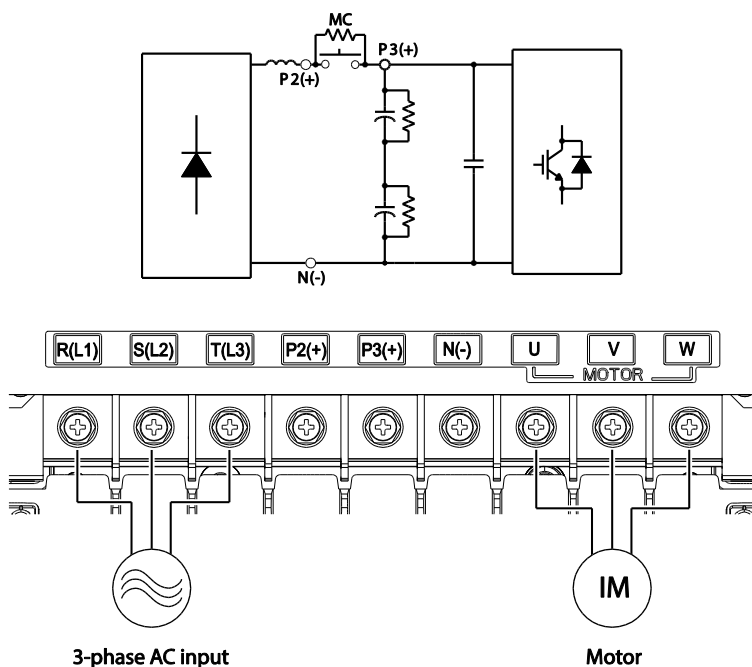 MC
P2(+)
P3(+)
N(-)
R(L1) S(L2) T(L3) P2(+) P3(+) N(-) U V W
MOTOR
IM
3-phase AC input
Motor